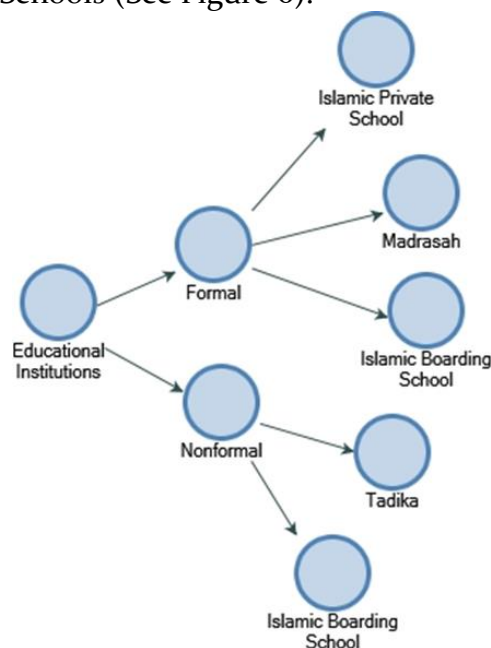 Schools (See Figure 6).
Islamic Private
School
Madrasah
Formal
Islamic Boarding
School
Educational
Institutions
Nonformal
Tadika
Islamic Boarding
School